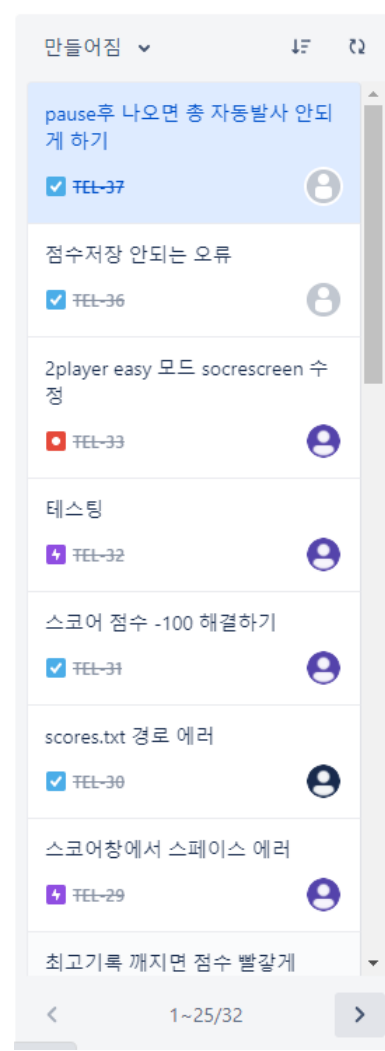 만들어짐
pause후 나오면 총 자동발사 안되
게 하기
TEL-37
점수저장 안되는 오류
TEL-36
2player easy 모드 socrescreen 수
정
TEL-33
테스팅
TEL-32
스코어 점수 -100 해결하기
TEL-31
scores.txt 경로 에러
TEL-30
스코어창에서 스페이스 에러
TEL-29
최고기록 깨지면 점수 빨갛게
1~25/32